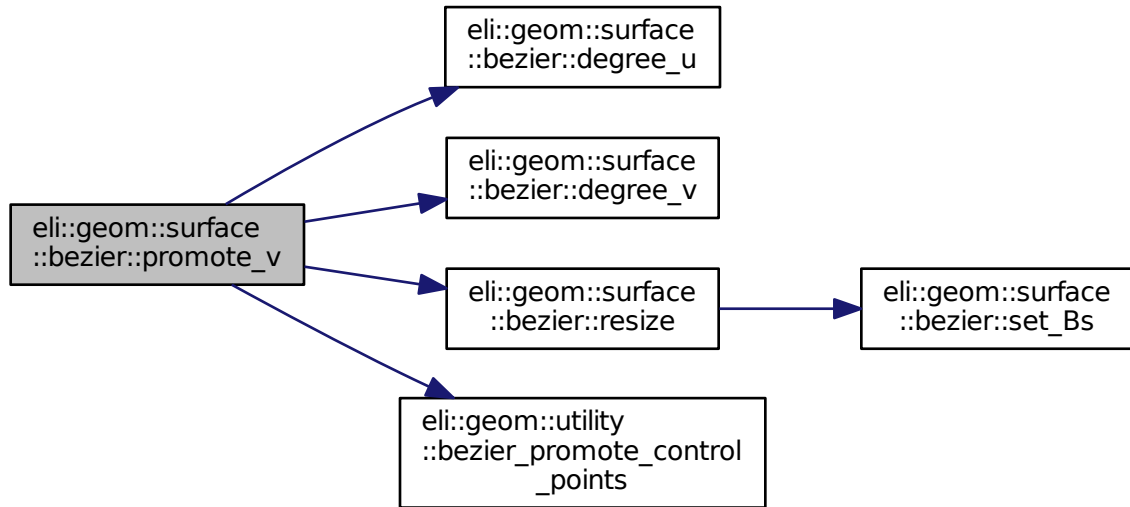 eli::geom::surface
::bezier::degree_u
eli::geom::surface
::bezier::degree_v
eli::geom::surface
::bezier::promote_v
eli::geom::surface
::bezier::resize
eli::geom::surface
::bezier::set_Bs
eli::geom::utility
::bezier_promote_control
_points